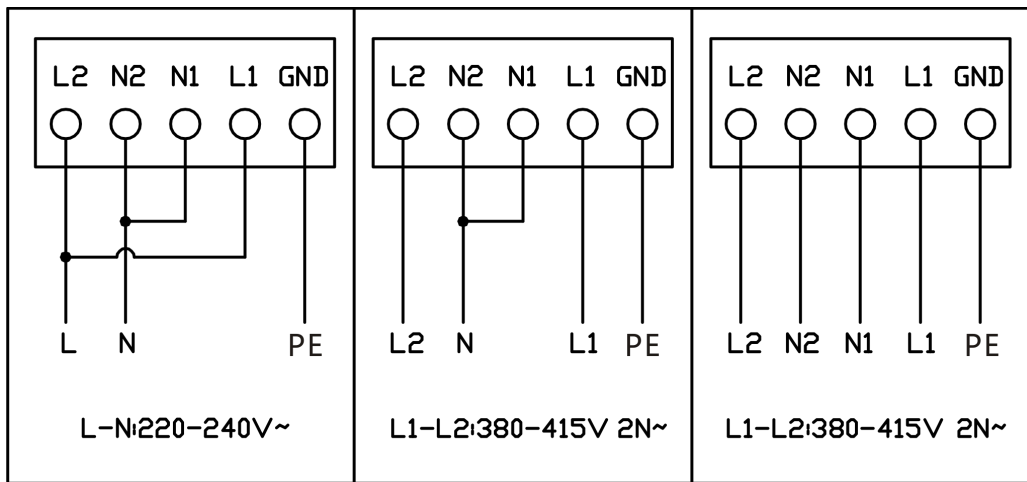 L2 N2 N1 L1 GND
L N PE
L-N:220-240V~
L2 N2 N1 L1 GND
L2 N L1 PE
L1-L2:380-415V 2N~
L2 N2 N1 L1 GND
L2 N2 N1 L1 PE
L1-L2:380-415V 2N~